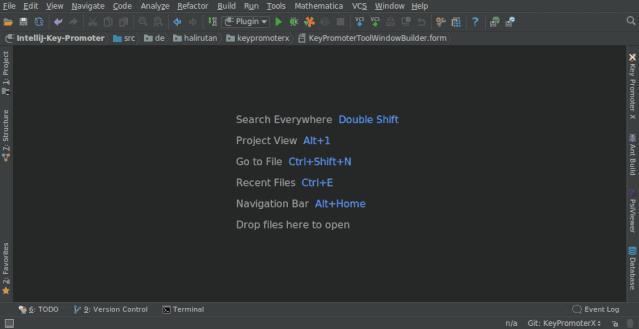 File Edit View Navigate Code Analyze Refactor Build Run Tools Mathematica VCS Window Help
Plugin VCS VCS ?
Intellij-Key-Promoter src de halirutan keypromoterx KeyPromoterToolWindowBuilder.form
1: Project
Key Promoter X
Search Everywhere Double Shift
Z: Structure
Ant Build
Project View Alt+1
Go to File Ctrl+Shift+N
Recent Files Ctrl+E
PsiViewer
Navigation Bar Alt+Home
Drop files here to open
2: Favorites
Database
6: TODO 9: Version Control Terminal Event Log
n/a Git: KeyPromoterX